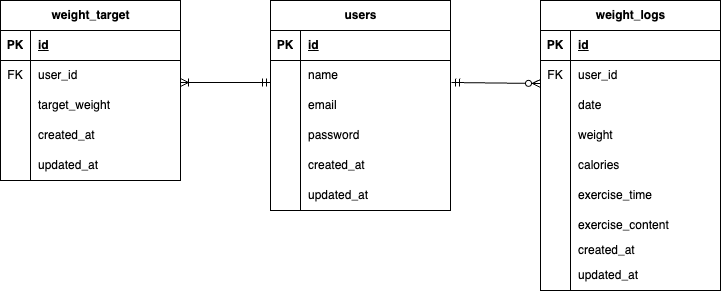 weight_target
PK id
FK user_id
target_weight
created_at
updated_at
users
PK id
name
email
password
created_at
updated_at
weight_logs
PK id
FK user_id
date
weight
calories
exercise_time
exercise_content
created_at
updated_at